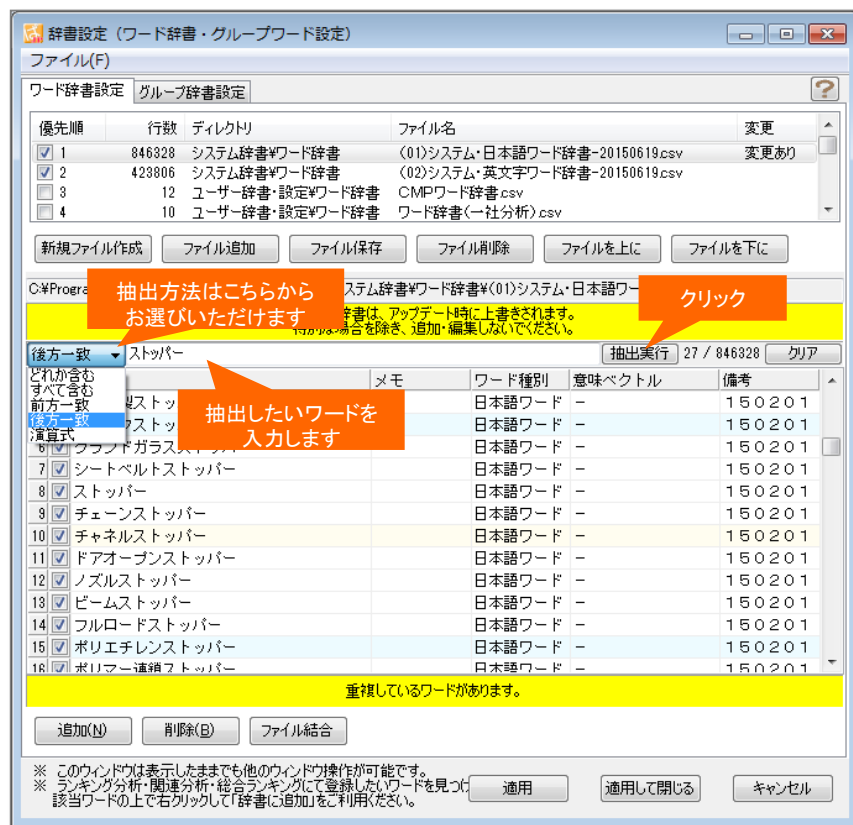 辞書設定（ワード辞書・グループワード設定）
ファイル(F)
ワード辞書設定 グループ辞書設定
優先順 行数 ディレクトリ ファイル名 変更
1 846328 システム辞書¥ワード辞書 (01)システム・日本語ワード辞書-20150619.csv 変更あり
2 423806 システム辞書¥ワード辞書 (02)システム・英文字ワード辞書-20150619.csv
3 12 ユーザー辞書・設定¥ワード辞書 CMPワード辞書.csv
4 10 ユーザー辞書・設定¥ワード辞書 ワード辞書(一社分析).csv
新規ファイル作成 ファイル追加 ファイル保存 ファイル削除 ファイルを上に ファイルを下に
C:¥Progra ステム辞書¥ワード辞書¥(01)システム・日本語ワー
抽出方法はこちらから
お選びいただけます
クリック
辞書は、アップデート時に上書きされます。
特別な場合を除き、追加・編集しないでください。
後方一致 ストッパー 抽出実行 27 / 846328 クリア
どれか含む
すべて含む
前方一致
後方一致
演算式
メモ ワード種別 意味ベクトル 備考
抽出したいワードを
入力します
ストッ 日本語ワード － １５０２０１
ストッ 日本語ワード － １５０２０１
6 グランドガラスストッパー 日本語ワード － １５０２０１
7 シートベルトストッパー 日本語ワード － １５０２０１
8 ストッパー 日本語ワード － １５０２０１
9 チェーンストッパー 日本語ワード － １５０２０１
10 チャネルストッパー 日本語ワード － １５０２０１
11 ドアオープンストッパー 日本語ワード － １５０２０１
12 ノズルストッパー 日本語ワード － １５０２０１
13 ビームストッパー 日本語ワード － １５０２０１
14 フルロードストッパー 日本語ワード － １５０２０１
15 ポリエチレンストッパー 日本語ワード － １５０２０１
16 ポリマー連鎖ストッパー 日本語ワード － １５０２０１
重複しているワードがあります。
追加(N) 削除(B) ファイル結合
※ このウィンドウは表示したままでも他のウィンドウ操作が可能です。
※ ランキング分析・関連分析・総合ランキングにて登録したいワードを見つけ
該当ワードの上で右クリックして「辞書に追加」をご利用ください。
適用 適用して閉じる キャンセル